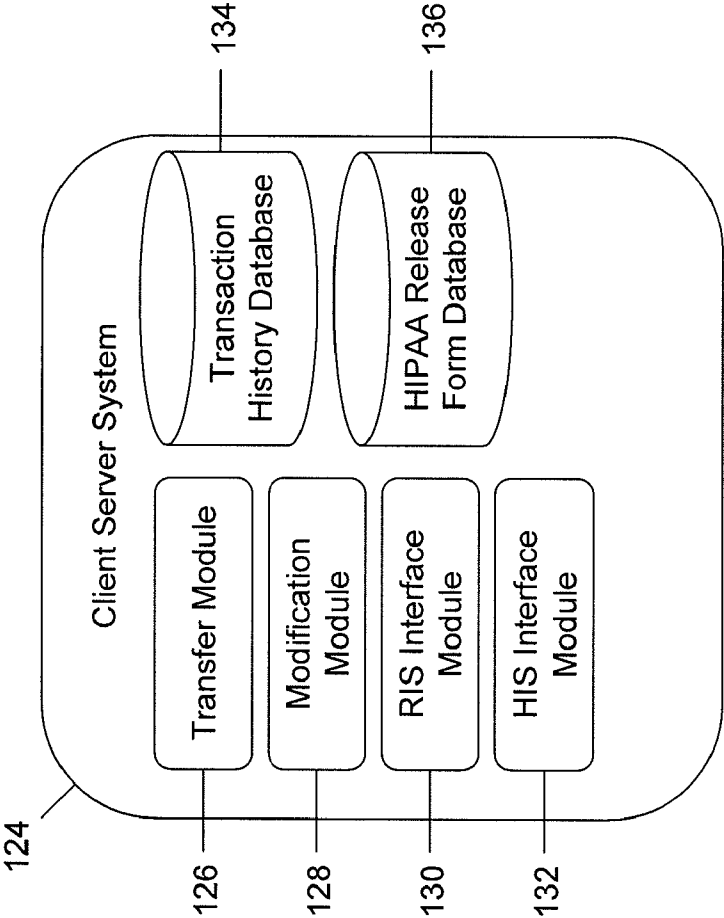 124
Client Server System
126
Transfer Module
128
Modification
Module
130
RIS Interface
Module
132
HIS Interface
Module
Transaction
History Database
134
HIPAA Release
Form Database
136